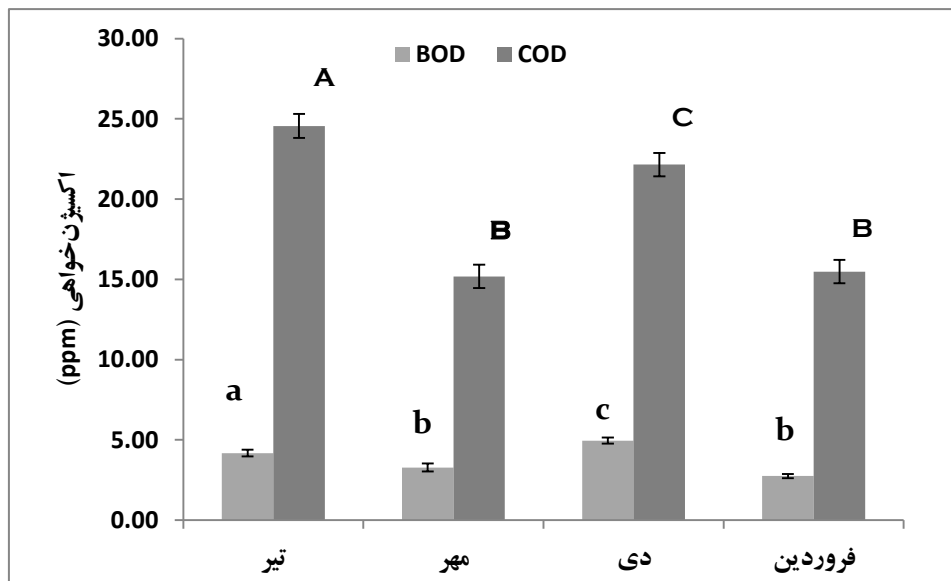 30.00
25.00
20.00
15.00
10.00
5.00
0.00
اکسیژن‌خواهی (ppm)
BOD COD
A
B
C
B
a
b
c
b
تیر
مهر
دی
فروردین